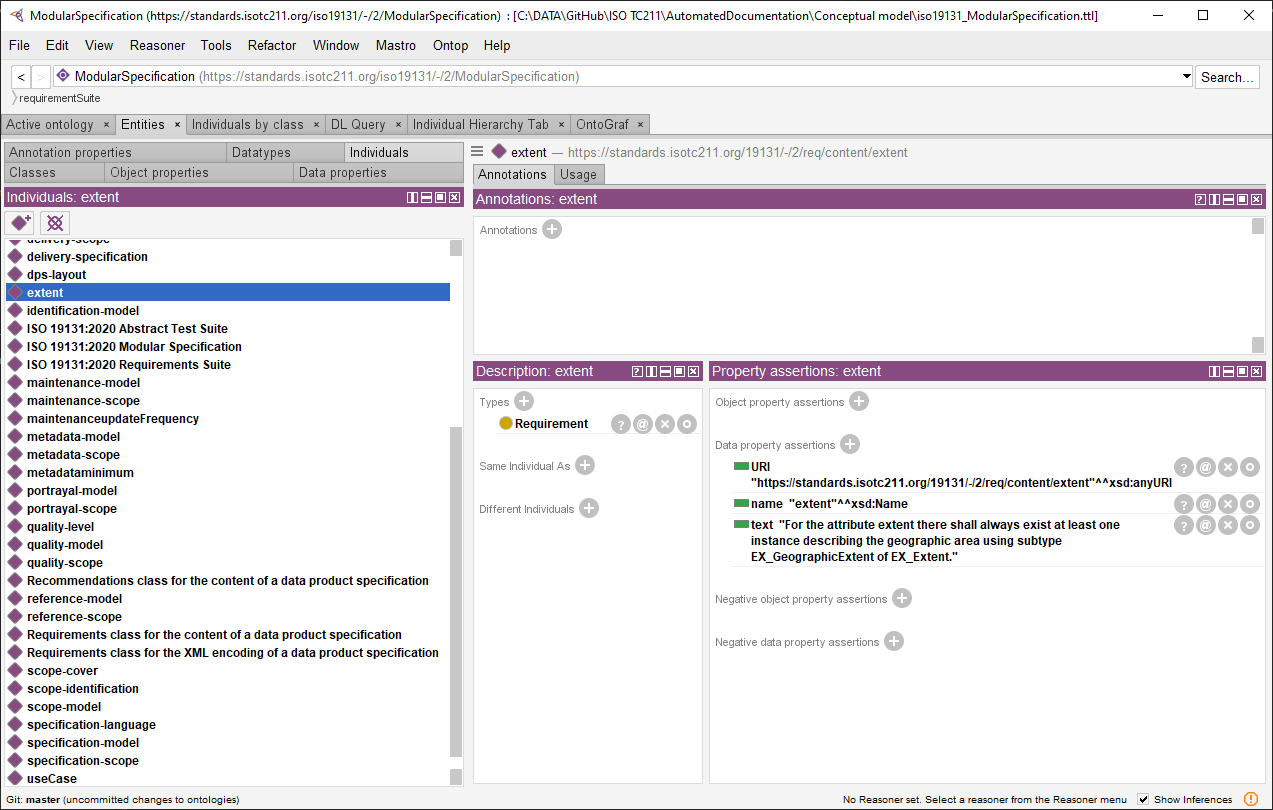 ModularSpecification (https://standards.isotc211.org/iso19131/-/2/ModularSpecification) : [C:\DATA\GitHub\ISO TC211\AutomatedDocumentation\Conceptual model\iso19131_ModularSpecification.ttl]
File Edit View Reasoner Tools Refactor Window Mastro Ontop Help
< > ModularSpecification (https://standards.isotc211.org/iso19131/-/2/ModularSpecification) Search...
requirementSuite
Active ontology × Entities × Individuals by class × DL Query × Individual Hierarchy Tab × OntoGraf ×
Annotation properties Datatypes Individuals
Classes Object properties Data properties
Individuals: extent
delivery-scope
delivery-specification
dps-layout
extent
identification-model
ISO 19131:2020 Abstract Test Suite
ISO 19131:2020 Modular Specification
ISO 19131:2020 Requirements Suite
maintenance-model
maintenance-scope
maintenanceupdateFrequency
metadata-model
metadata-scope
metadataminimum
portrayal-model
portrayal-scope
quality-level
quality-model
quality-scope
Recommendations class for the content of a data product specification
reference-model
reference-scope
Requirements class for the content of a data product specification
Requirements class for the XML encoding of a data product specification
scope-cover
scope-identification
scope-model
specification-language
specification-model
specification-scope
useCase
extent — https://standards.isotc211.org/19131/-/2/req/content/extent
Annotations Usage
Annotations: extent
Annotations
Description: extent
Types
Requirement
Same Individual As
Different Individuals
Property assertions: extent
Object property assertions
Data property assertions
URI
"https://standards.isotc211.org/19131/-/2/req/content/extent"^^xsd:anyURI
name "extent"^^xsd:Name
text "For the attribute extent there shall always exist at least one
instance describing the geographic area using subtype
EX_GeographicExtent of EX_Extent."
Negative object property assertions
Negative data property assertions
Git: master (uncommitted changes to ontologies)
No Reasoner set. Select a reasoner from the Reasoner menu Show Inferences